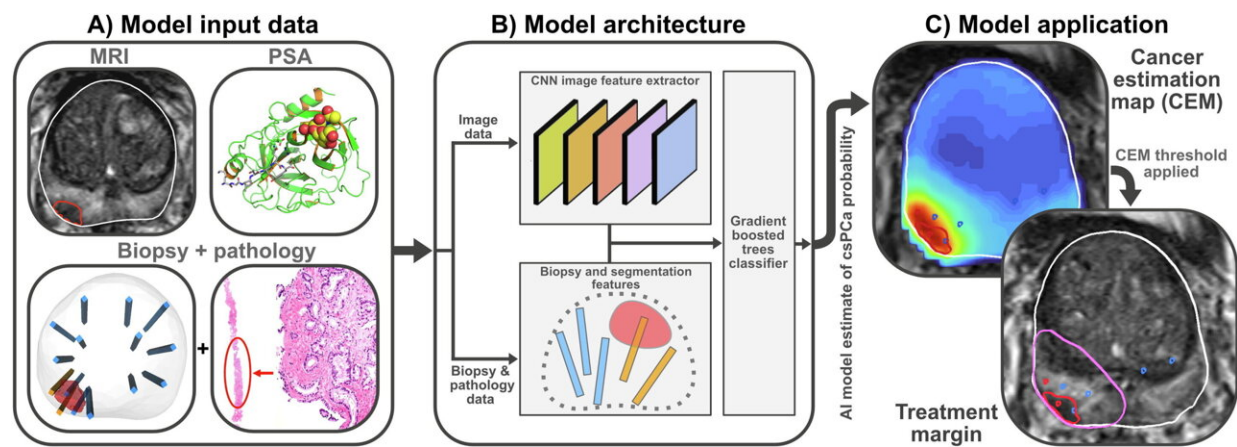 A) Model input data
MRI
PSA
Biopsy + pathology
+
B) Model architecture
CNN image feature extractor
Image
data
Biopsy and segmentation
features
Biopsy &
pathology
data
Gradient
boosted
trees
classifier
AI model estimate of csPCa probability
C) Model application
Cancer
estimation
map (CEM)
CEM threshold
applied
Treatment
margin